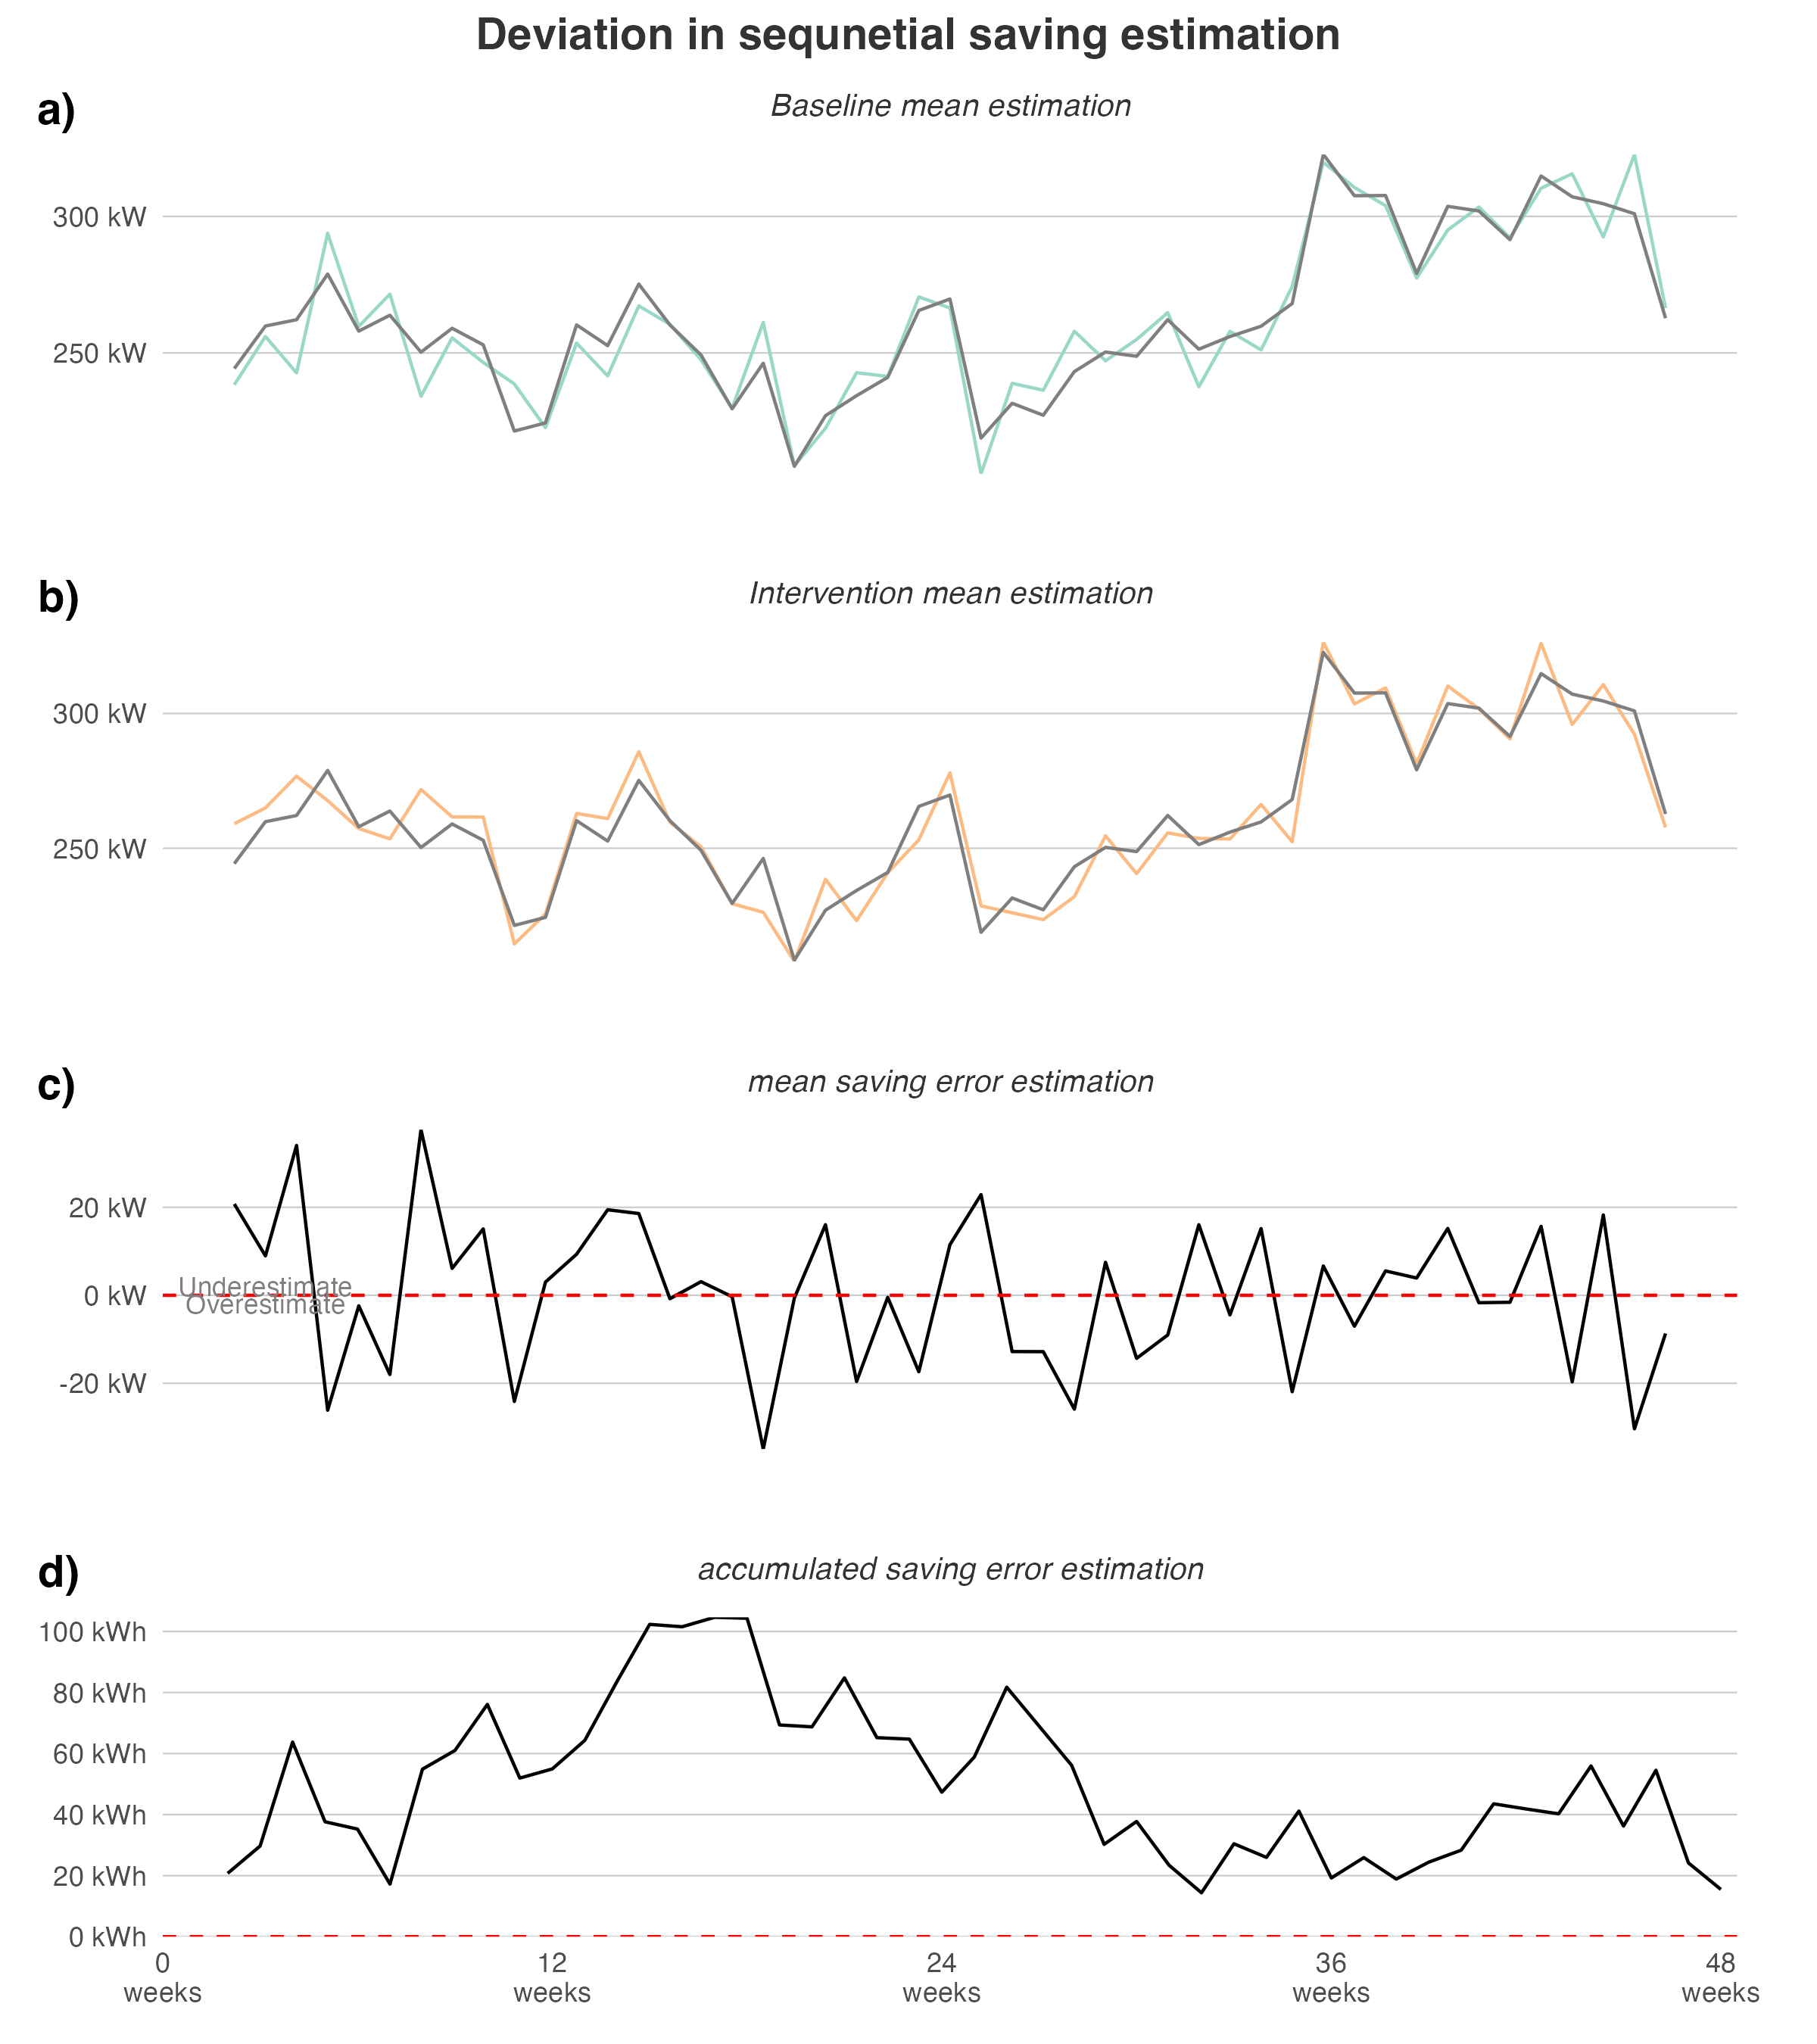 Deviation in sequnetial saving estimation
a)
Baseline mean estimation
300 kW
250 kW
b)
Intervention mean estimation
300 kW
250 kW
c)
mean saving error estimation
20 kW
Underestimate
0 kW
Overestimate
-20 kW
d)
accumulated saving error estimation
100 kWh
80 kWh
60 kWh
40 kWh
20 kWh
0 kWh
0 12 24 36 48
weeks weeks weeks weeks weeks